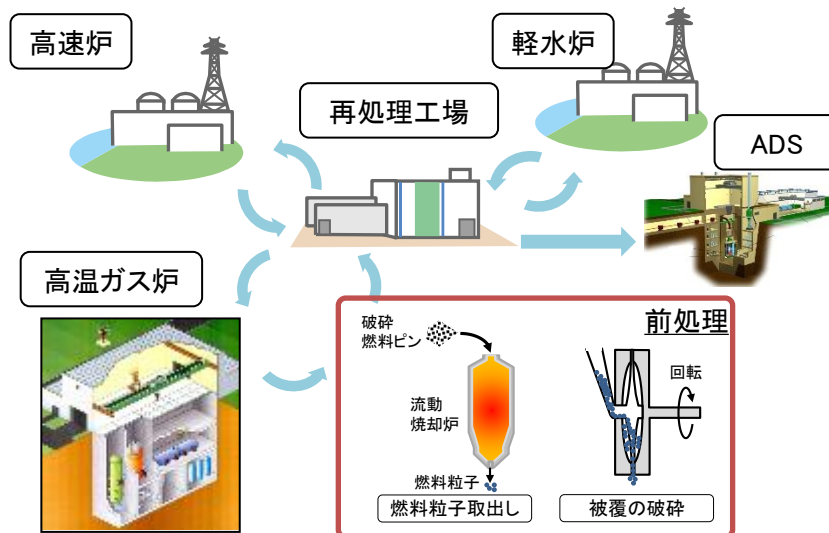 高速炉
軽水炉
再処理工場
ADS
高温ガス炉
前処理
破砕
燃料ピン
流動
焼却炉
燃料粒子
燃料粒子取出し
回転
被覆の破砕